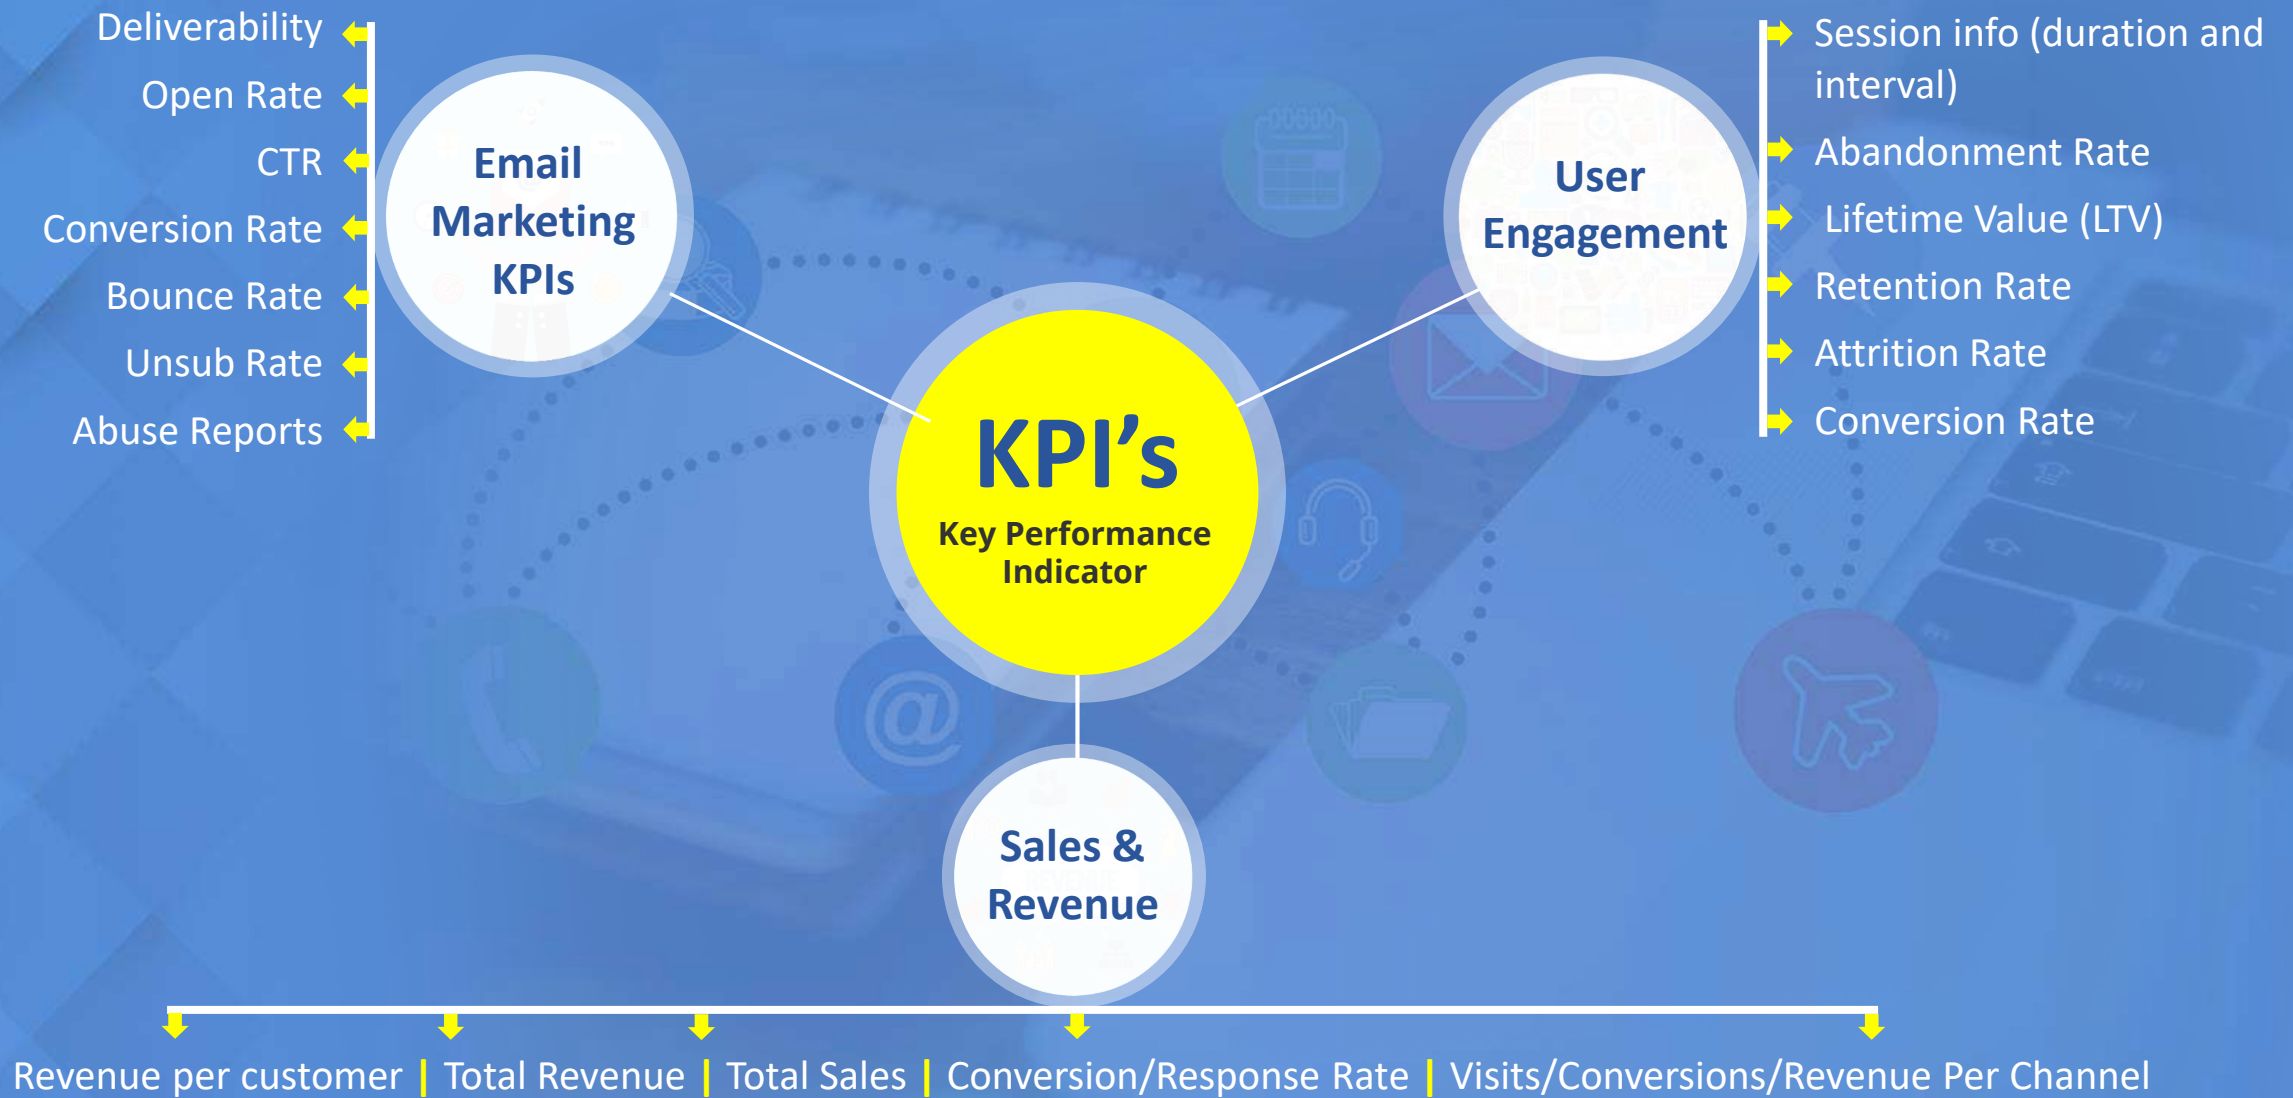 Deliverability
Open Rate
CTR
Conversion Rate
Bounce Rate
Unsub Rate
Abuse Reports
Email
Marketing
KPIs
User
Engagement
Session info (duration and
interval)
Abandonment Rate
Lifetime Value (LTV)
Retention Rate
Attrition Rate
Conversion Rate
KPI’s
Key Performance
Indicator
Sales &
Revenue
Revenue per customer | Total Revenue | Total Sales | Conversion/Response Rate | Visits/Conversions/Revenue Per Channel